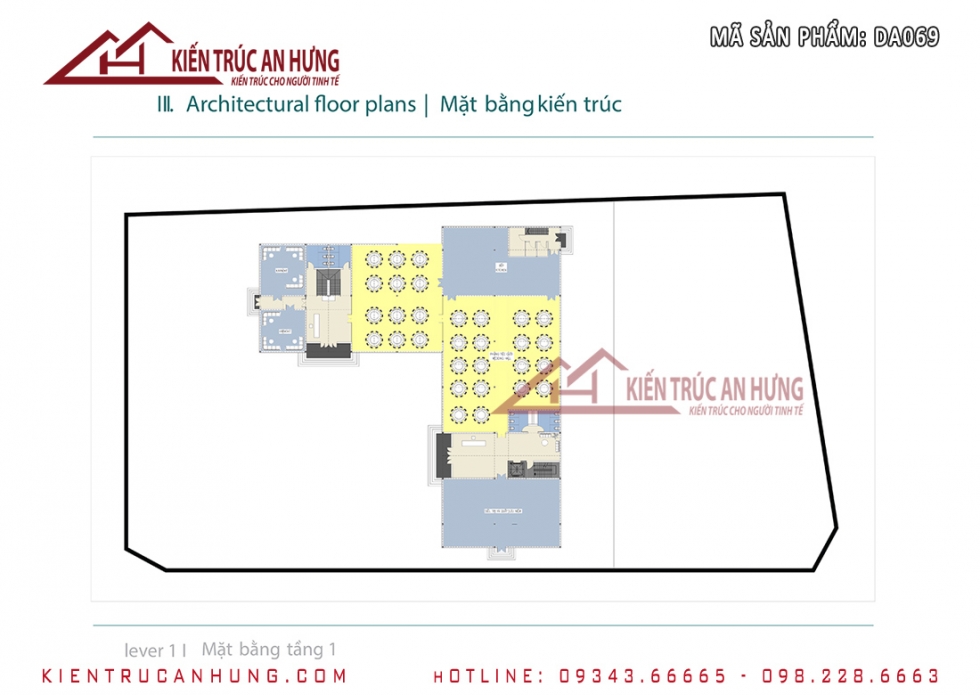 KIẾN TRÚC AN HƯNG
KIẾN TRÚC CHO NGƯỜI TINH TẾ
MÃ SẢN PHẨM: DA069
III. Architectural floor plans | Mặt bằng kiến trúc
KIẾN TRÚC AN HƯNG
KIẾN TRÚC CHO NGƯỜI TINH TẾ
lever 1 I Mặt bằng tầng 1
KIENTRUCANHUNG.COM
HOTLINE: 09343.66665 - 098.228.6663